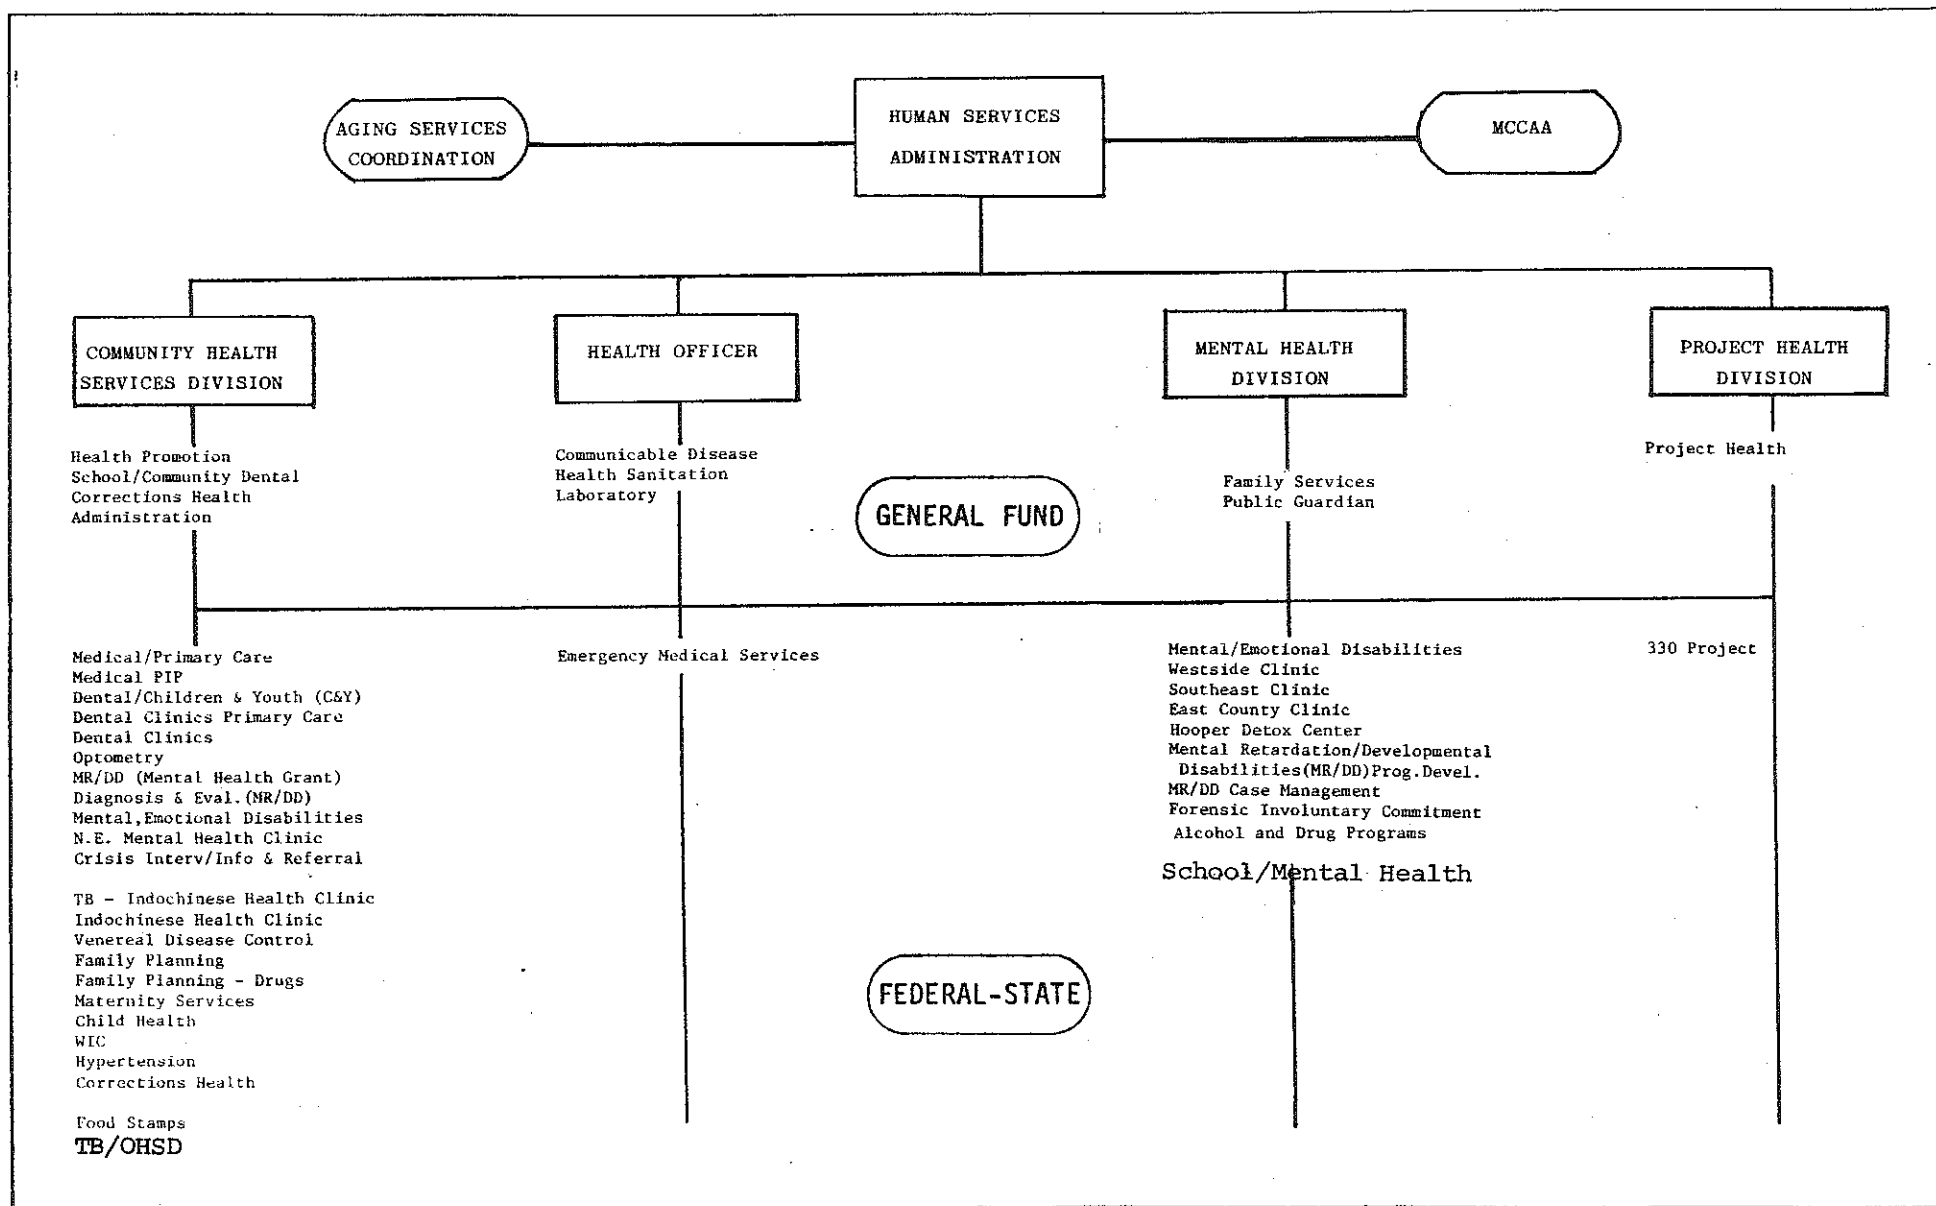 AGING SERVICES
COORDINATION
HUMAN SERVICES
ADMINISTRATION
MCCAA
COMMUNITY HEALTH
SERVICES DIVISION
HEALTH OFFICER
MENTAL HEALTH
DIVISION
PROJECT HEALTH
DIVISION
Health Promotion
School/Community Dental
Corrections Health
Administration
Communicable Disease
Health Sanitation
Laboratory
Family Services
Public Guardian
Project Health
GENERAL FUND
Medical/Primary Care
Medical PIP
Dental/Children & Youth (C&Y)
Dental Clinics Primary Care
Dental Clinics
Optometry
MR/DD (Mental Health Grant)
Diagnosis & Eval.(MR/DD)
Mental,Emotional Disabilities
N.E. Mental Health Clinic
Crisis Interv/Info & Referral
TB - Indochinese Health Clinic
Indochinese Health Clinic
Venereal Disease Control
Family Planning
Family Planning - Drugs
Maternity Services
Child Health
WIC
Hypertension
Corrections Health
Food Stamps
TB/OHSD
Emergency Medical Services
Mental/Emotional Disabilities
Westside Clinic
Southeast Clinic
East County Clinic
Hooper Detox Center
Mental Retardation/Developmental
Disabilities(MR/DD)Prog.Devel.
MR/DD Case Management
Forensic Involuntary Commitment
Alcohol and Drug Programs
School/Mental Health
330 Project
FEDERAL-STATE